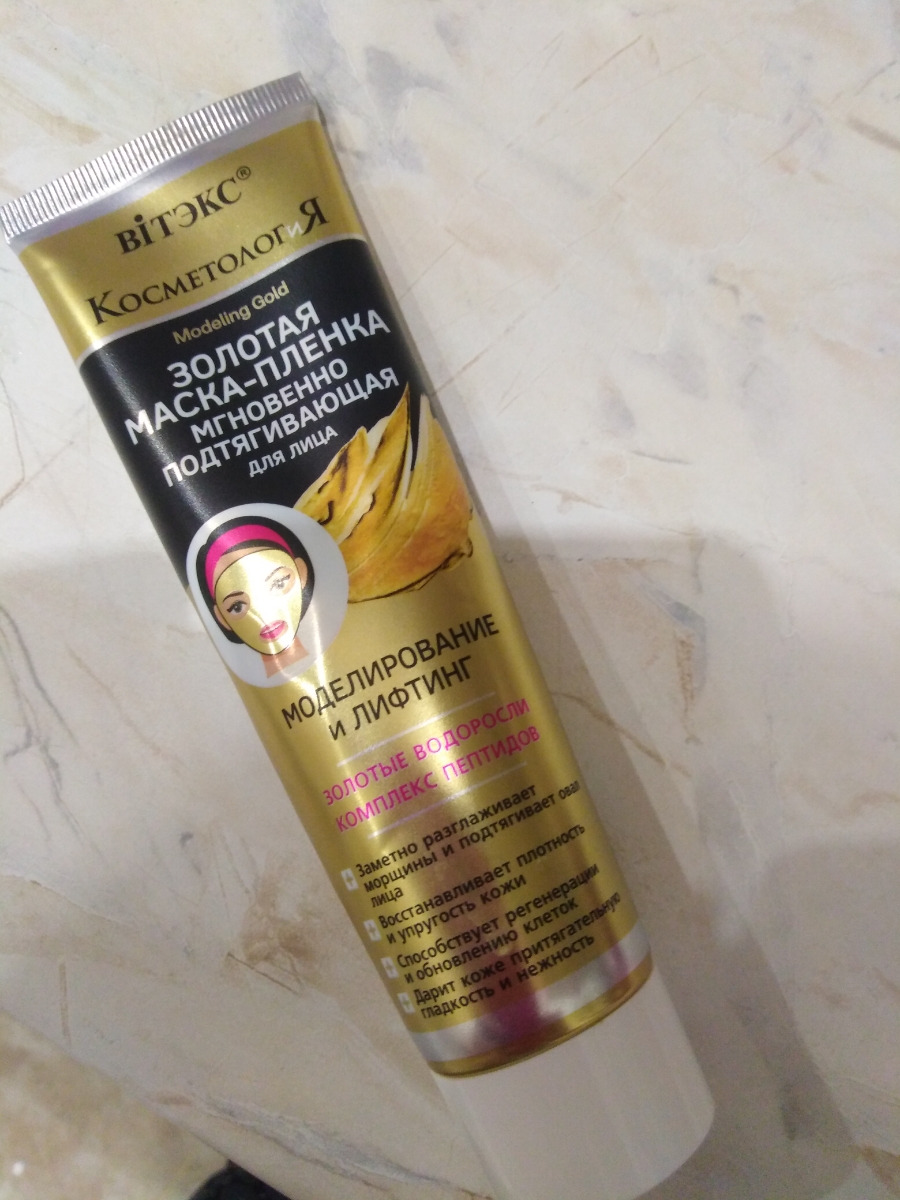 ВІТЭКС®
КОСМЕТОЛОГиЯ
Modeling Gold
ЗОЛОТАЯ
МАСКА-ПЛЕНКА
МГНОВЕННО
ПОДТЯГИВАЮЩАЯ
ДЛЯ ЛИЦА
МОДЕЛИРОВАНИЕ
и ЛИФТИНГ
ЗОЛОТЫЕ ВОДОРОСЛИ
КОМПЛЕКС ПЕПТИДОВ
Заметно разглаживает
морщины и подтягивает овал
лица
Восстанавливает плотность
и упругость кожи
Способствует регенерации
и обновлению клеток
Дарит коже притягательную
гладкость и нежность